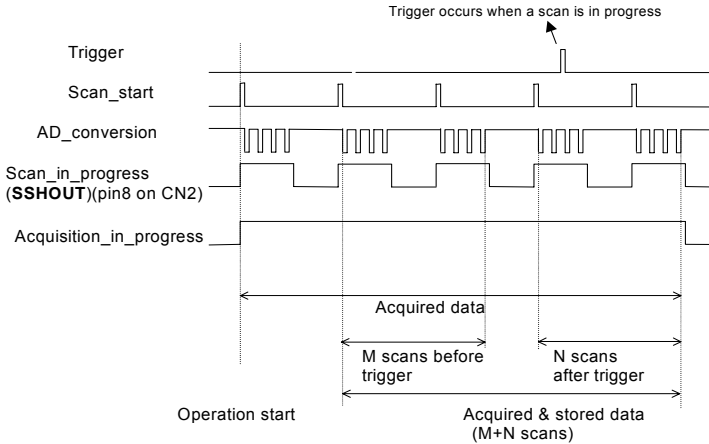 Trigger occurs when a scan is in progress
Trigger
Scan_start
AD_conversion
Scan_in_progress
(SSHOUT)(pin8 on CN2)
Acquisition_in_progress
Acquired data
M scans before
trigger
N scans
after trigger
Operation start
Acquired & stored data
(M+N scans)